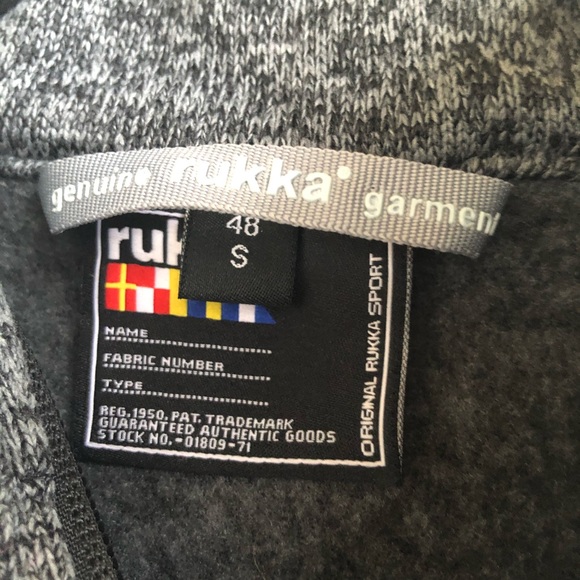 genuine rukka garment
48
S
ruk
NAME
FABRIC NUMBER
TYPE
REG. 1950. PAT. TRADEMARK
GUARANTEED AUTHENTIC GOODS
STOCK NO. -01809-71
ORIGINAL RUKKA SPORT